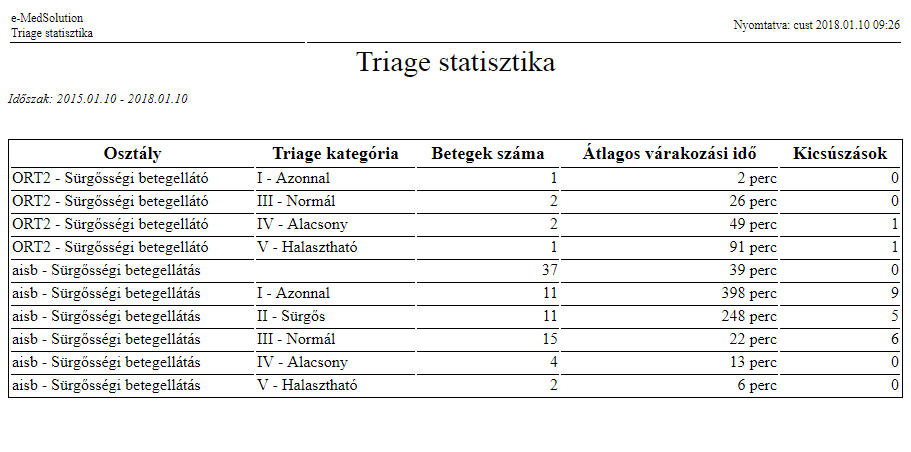 e-MedSolution
Triage statisztika
Nyomtatva: cust 2018.01.10 09:26
Triage statisztika
Időszak: 2015.01.10 - 2018.01.10
Osztály Triage kategória Betegek száma Átlagos várakozási idő Kicsúszások
ORT2 - Sürgősségi betegellátó I - Azonnal 1 2 perc 0
ORT2 - Sürgősségi betegellátó III - Normál 2 26 perc 0
ORT2 - Sürgősségi betegellátó IV - Alacsony 2 49 perc 1
ORT2 - Sürgősségi betegellátó V - Halasztható 1 91 perc 1
aisb - Sürgősségi betegellátás 37 39 perc 0
aisb - Sürgősségi betegellátás I - Azonnal 11 398 perc 9
aisb - Sürgősségi betegellátás II - Sürgős 11 248 perc 5
aisb - Sürgősségi betegellátás III - Normál 15 22 perc 6
aisb - Sürgősségi betegellátás IV - Alacsony 4 13 perc 0
aisb - Sürgősségi betegellátás V - Halasztható 2 6 perc 0